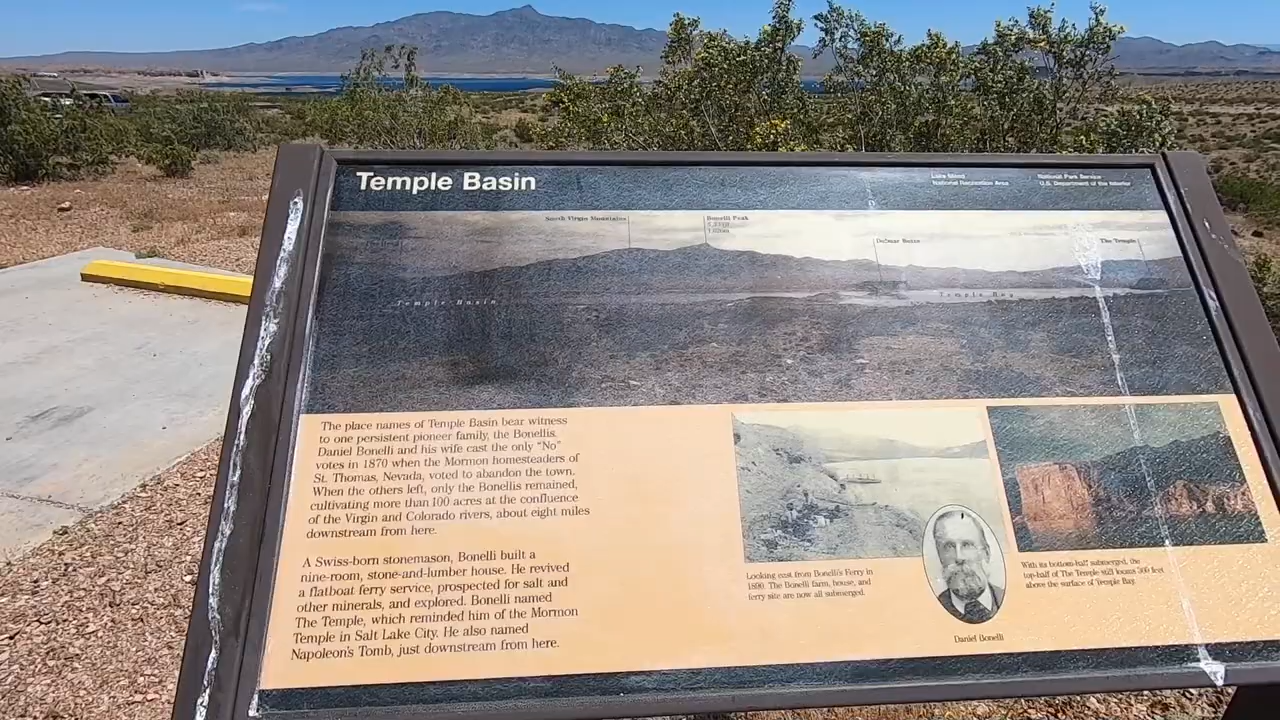 Temple Basin
Lake Mead
National Recreation Area
National Park Service
U.S. Department of the Interior
South Virgin Mountains
Bonelli Peak
Delmar Basin
The Temple
Temple Basin
Temple Bay
The place names of Temple Basin bear witness
to one persistent pioneer family, the Bonellis.
Daniel Bonelli and his wife cast the only "No"
votes in 1870 when the Mormon homesteaders of
St. Thomas, Nevada, voted to abandon the town.
When the others left, only the Bonellis remained,
cultivating more than 100 acres at the confluence
of the Virgin and Colorado rivers, about eight miles
downstream from here.
A Swiss-born stonemason, Bonelli built a
nine-room, stone-and-lumber house. He revived
a flatboat ferry service, prospected for salt and
other minerals, and explored. Bonelli named
The Temple, which reminded him of the Mormon
Temple in Salt Lake City. He also named
Napoleon's Tomb, just downstream from here.
Looking east from Bonelli's Ferry in
1890. The Bonelli farm, house, and
ferry site are now all submerged.
Daniel Bonelli
With its bottom-half submerged, the
top-half of The Temple still looms 300 feet
above the surface of Temple Bay.